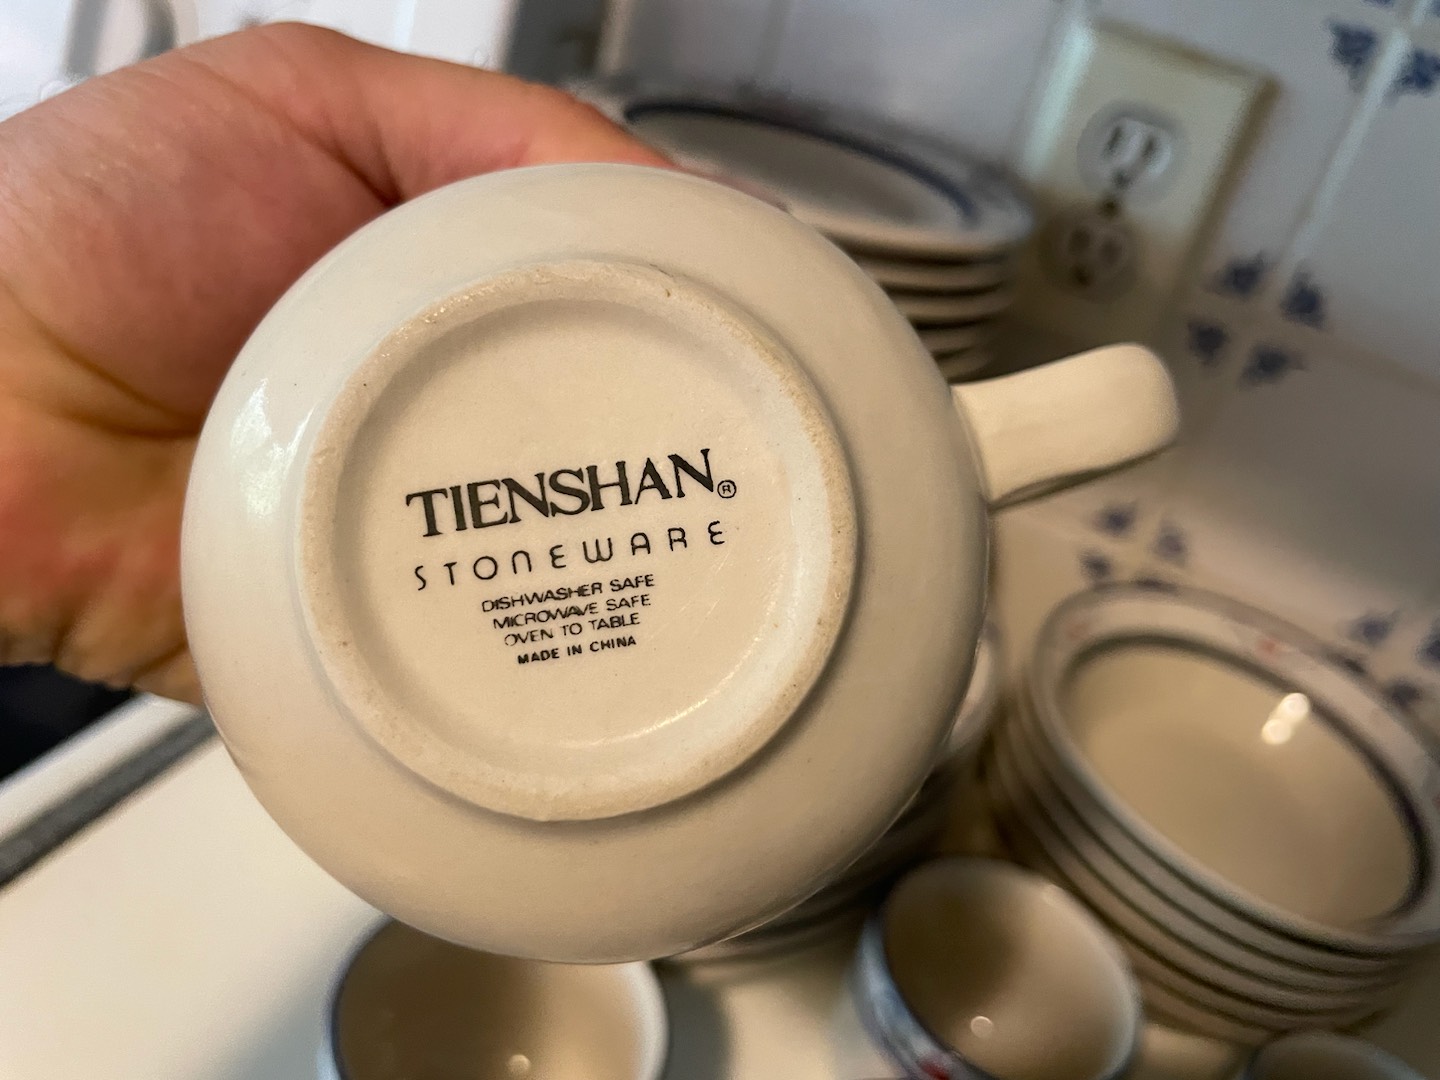 TIENSHAN®
STONEWARE
DISHWASHER SAFE
MICROWAVE SAFE
OVEN TO TABLE
MADE IN CHINA